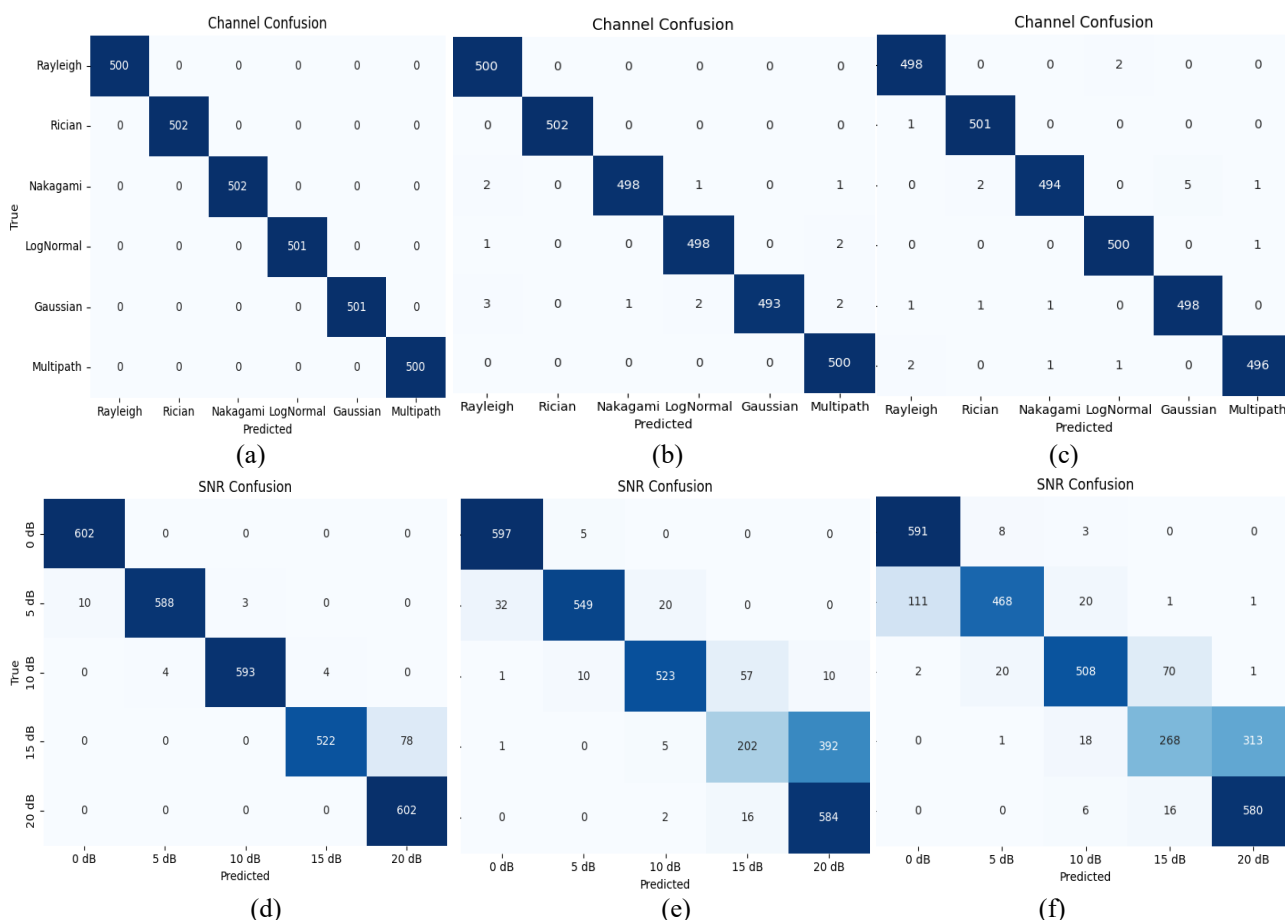 Channel Confusion
Rayleigh 500 0 0 0 0 0
Rician 0 502 0 0 0 0
Nakagami 0 0 502 0 0 0
True
LogNormal 0 0 0 501 0 0
Gaussian 0 0 0 0 501 0
Multipath 0 0 0 0 0 500
Rayleigh Rician Nakagami LogNormal Gaussian Multipath
Predicted
(a)
Channel Confusion
500 0 0 0 0 0
0 502 0 0 0 0
2 0 498 1 0 1
1 0 0 498 0 2
3 0 1 2 493 2
0 0 0 0 0 500
Rayleigh Rician Nakagami LogNormal Gaussian Multipath
Predicted
(b)
Channel Confusion
498 0 0 2 0 0
1 501 0 0 0 0
0 2 494 0 5 1
0 0 0 500 0 1
1 1 1 0 498 0
2 0 1 1 0 496
Rayleigh Rician Nakagami LogNormal Gaussian Multipath
Predicted
(c)
SNR Confusion
0 dB 602 0 0 0 0
5 dB 10 588 3 0 0
True
10 dB 0 4 593 4 0
15 dB 0 0 0 522 78
20 dB 0 0 0 0 602
0 dB 5 dB 10 dB 15 dB 20 dB
Predicted
(d)
SNR Confusion
597 5 0 0 0
32 549 20 0 0
1 10 523 57 10
1 0 5 202 392
0 0 2 16 584
0 dB 5 dB 10 dB 15 dB 20 dB
Predicted
(e)
SNR Confusion
591 8 3 0 0
111 468 20 1 1
2 20 508 70 1
0 1 18 268 313
0 0 6 16 580
0 dB 5 dB 10 dB 15 dB 20 dB
Predicted
(f)